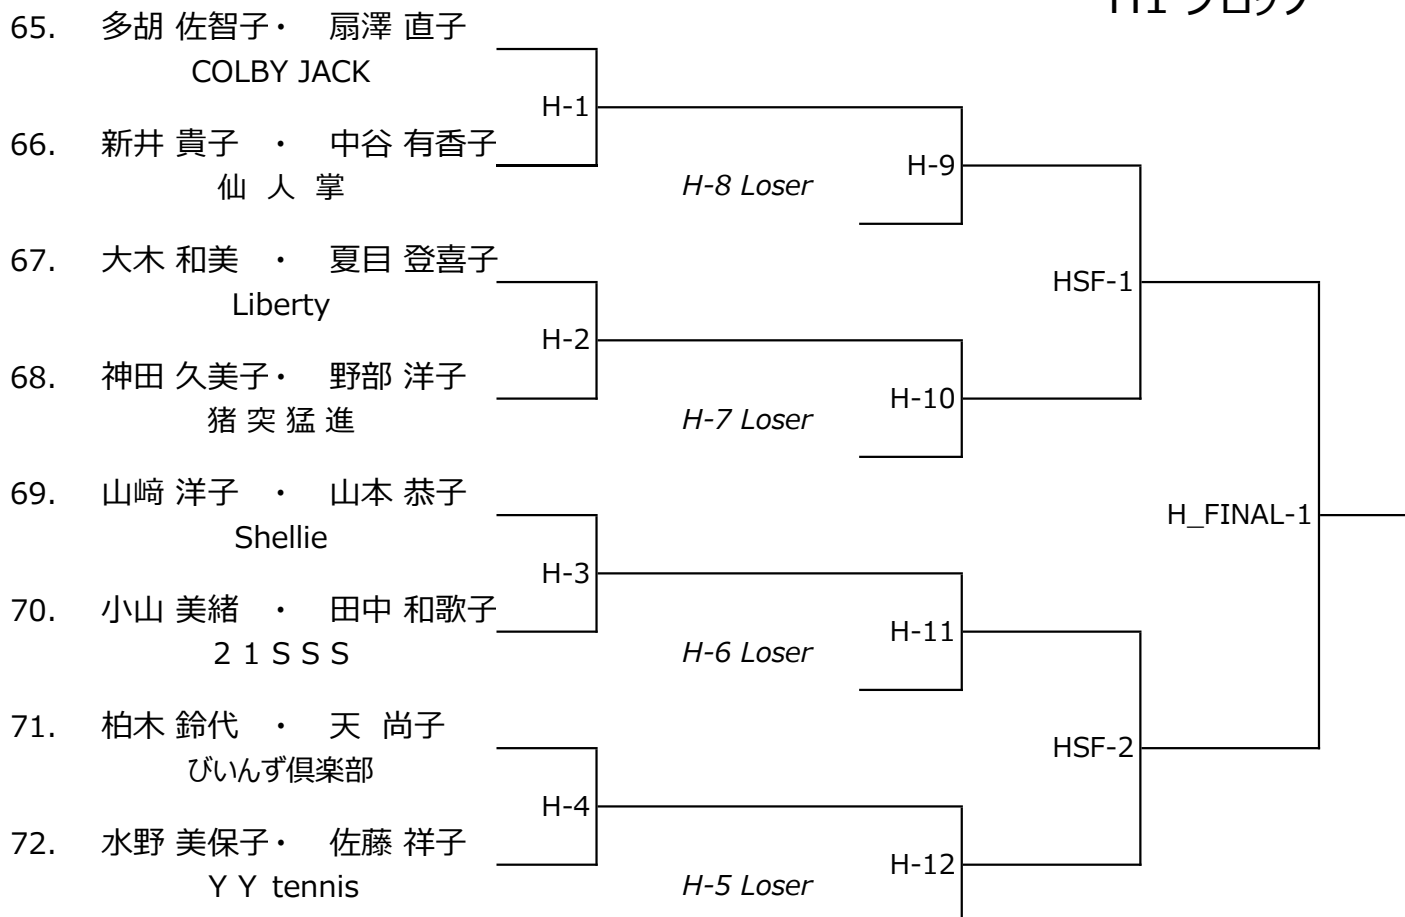 65. 多胡 佐智子・ 扇澤 直子
COLBY JACK
H-1
66. 新井 貴子 ・ 中谷 有香子
仙 人 掌
H-8 Loser
H-9
67. 大木 和美 ・ 夏目 登喜子
Liberty
HSF-1
H-2
68. 神田 久美子・ 野部 洋子
猪 突 猛 進
H-7 Loser
H-10
69. 山﨑 洋子 ・ 山本 恭子
Shellie
H_FINAL-1
H-3
70. 小山 美緒 ・ 田中 和歌子
2 1 S S S
H-6 Loser
H-11
71. 柏木 鈴代 ・ 天 尚子
びいんず倶楽部
HSF-2
H-4
72. 水野 美保子・ 佐藤 祥子
Y Y tennis
H-5 Loser
H-12